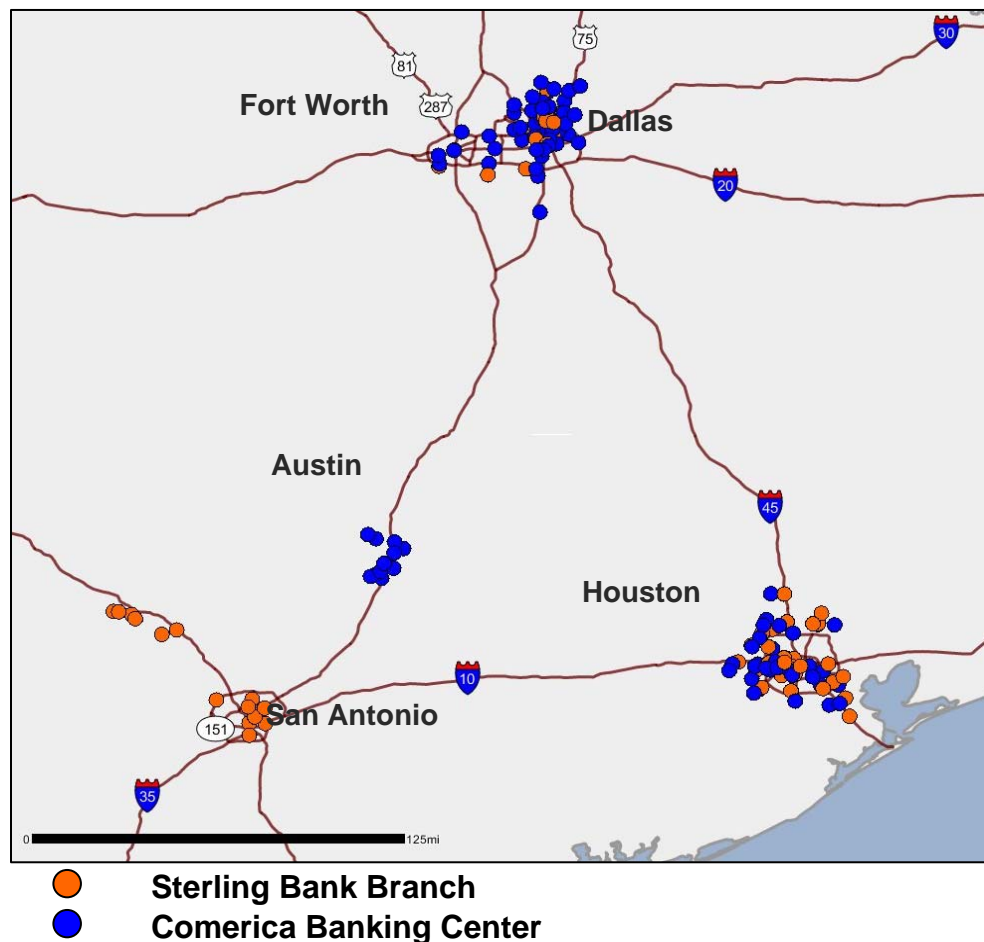 75
30
81
Fort Worth
287
Dallas
20
Austin
45
Houston
10
San Antonio
151
35
0
125mi
Sterling Bank Branch
Comerica Banking Center